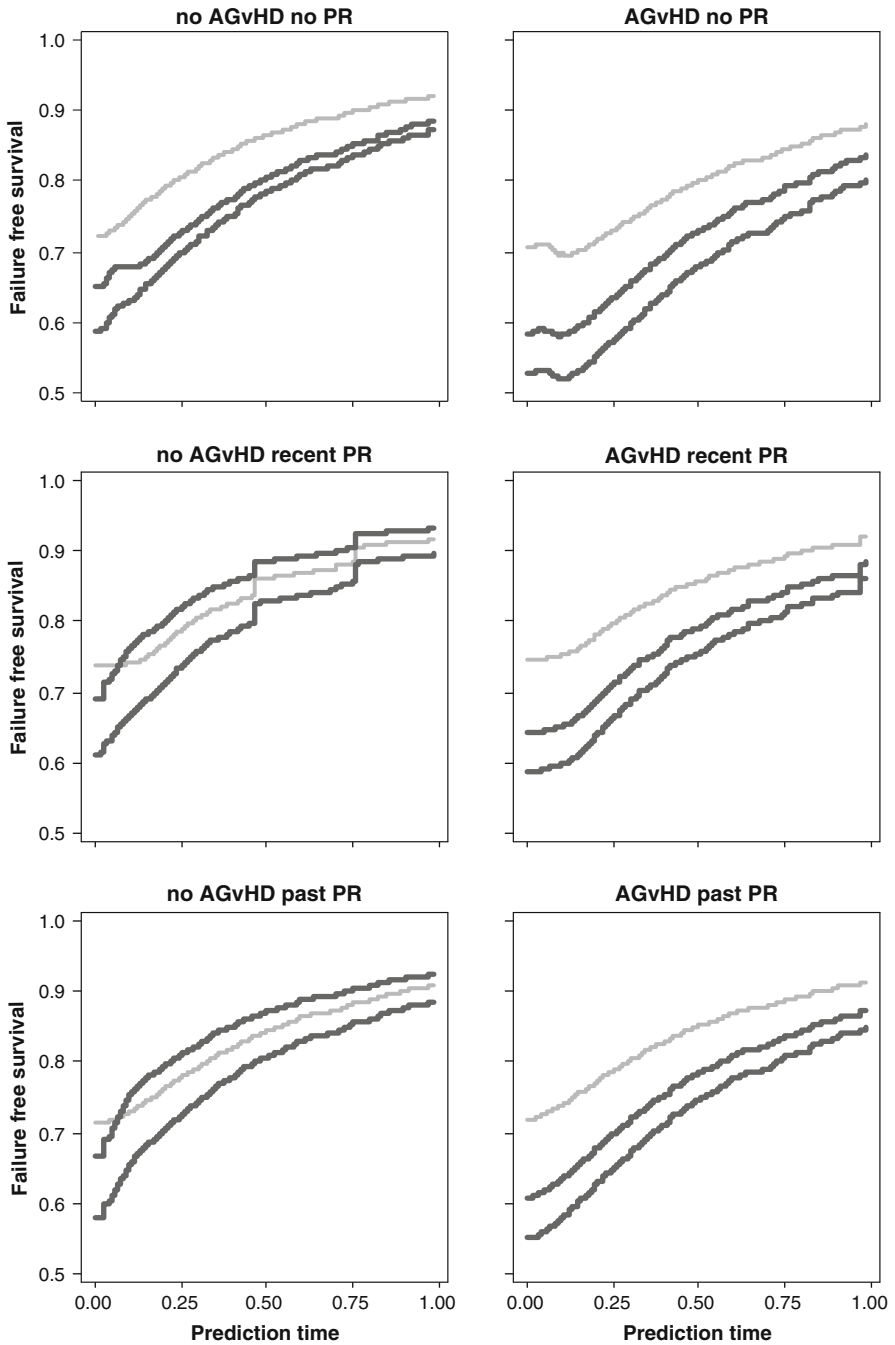 no AGvHD no PR
AGvHD no PR
1.0
0.9
0.8
0.7
0.6
0.5
Failure free survival
no AGvHD recent PR
AGvHD recent PR
1.0
0.9
0.8
0.7
0.6
0.5
Failure free survival
no AGvHD past PR
AGvHD past PR
1.0
0.9
0.8
0.7
0.6
0.5
Failure free survival
0.00 0.25 0.50 0.75 1.00
0.00 0.25 0.50 0.75 1.00
Prediction time
Prediction time